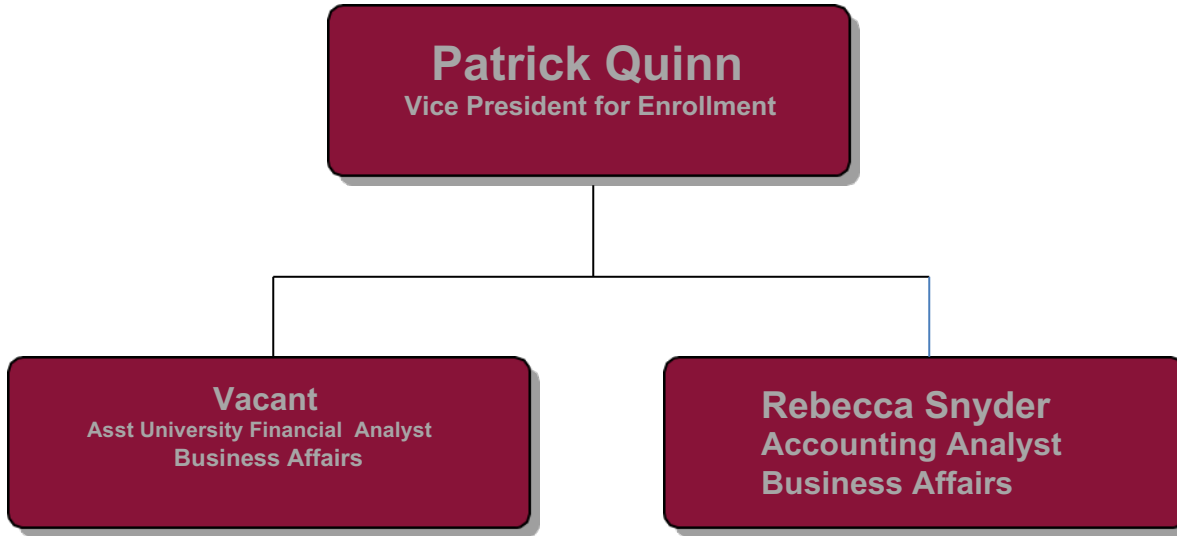 Patrick Quinn
Vice President for Enrollment
Vacant
Asst University Financial  Analyst
Business Affairs
Rebecca Snyder
Accounting Analyst
Business Affairs